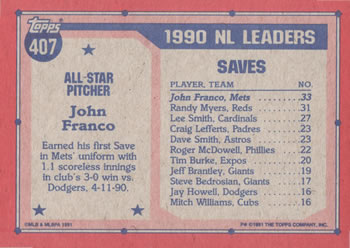 Topps
407
1990 NL LEADERS
ALL-STAR
PITCHER
John
Franco
Earned his first Save
in Mets' uniform with
1.1 scoreless innings
in club's 3-0 win vs.
Dodgers, 4-11-90.
SAVES
PLAYER, TEAM NO.
John Franco, Mets 33
Randy Myers, Reds 31
Lee Smith, Cardinals 27
Craig Lefferts, Padres 23
Dave Smith, Astros 23
Roger McDowell, Phillies 22
Tim Burke, Expos 20
Jeff Brantley, Giants 19
Steve Bedrosian, Giants 17
Jay Howell, Dodgers 16
Mitch Williams, Cubs 16
©MLB & MLBPA 1991
P# ©1991 THE TOPPS COMPANY, INC.